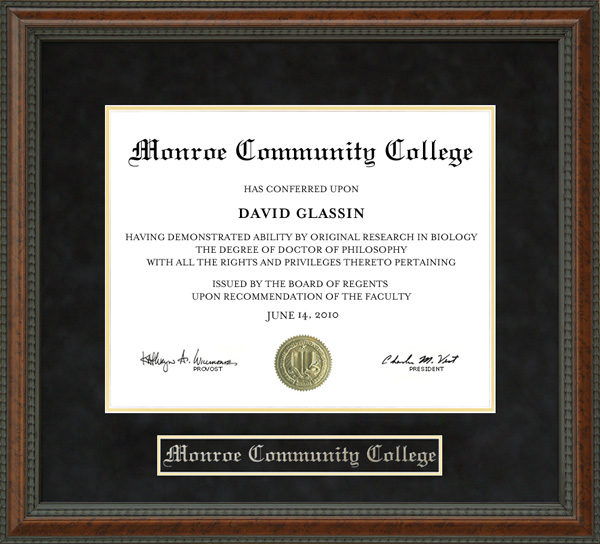 Monroe Community College
HAS CONFERRED UPON
DAVID GLASSIN
HAVING DEMONSTRATED ABILITY BY ORIGINAL RESEARCH IN BIOLOGY
THE DEGREE OF DOCTOR OF PHILOSOPHY
WITH ALL THE RIGHTS AND PRIVILEGES THERETO PERTAINING
ISSUED BY THE BOARD OF REGENTS
UPON RECOMMENDATION OF THE FACULTY
JUNE 14, 2010
PROVOST
PRESIDENT
Monroe Community College